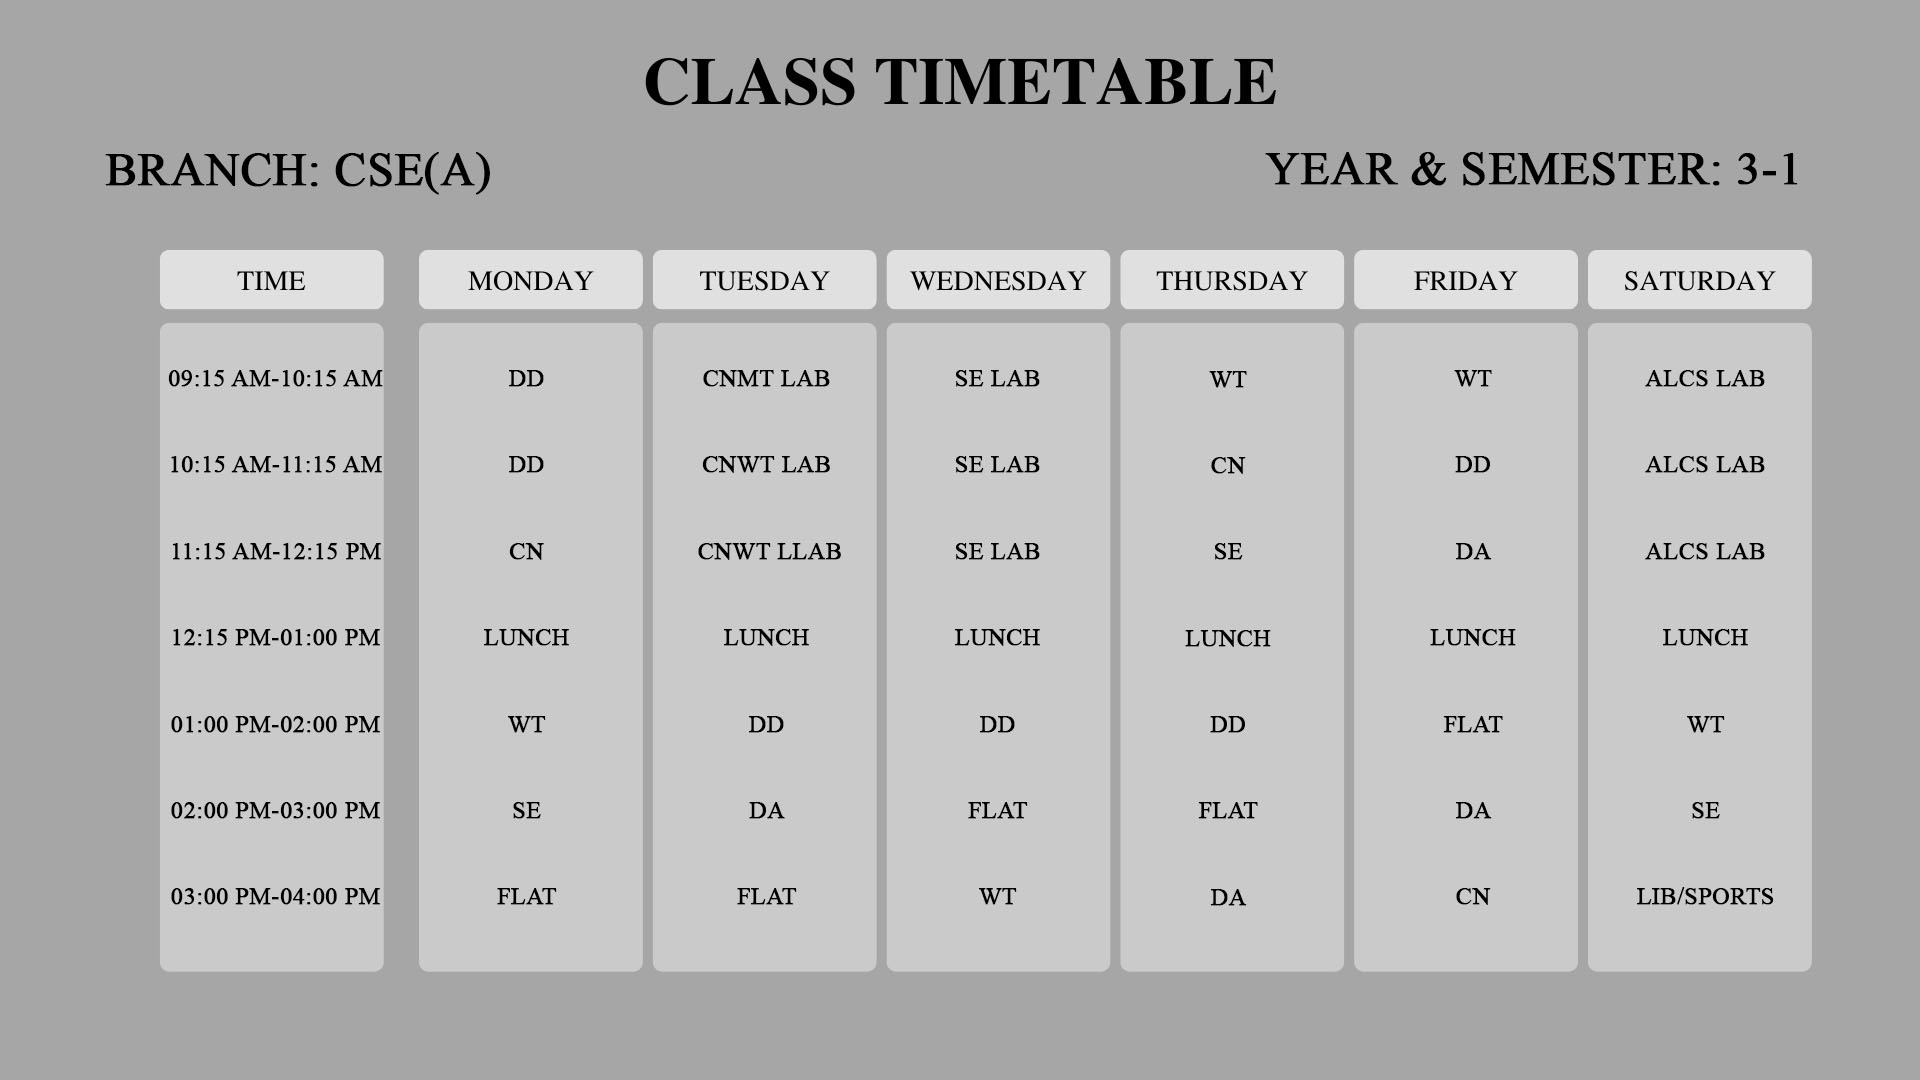 CLASS TIMETABLE
BRANCH: CSE(A) YEAR & SEMESTER: 3-1
TIME MONDAY TUESDAY WEDNESDAY THURSDAY FRIDAY SATURDAY
09:15 AM-10:15 AM DD CNMT LAB SE LAB WT WT ALCS LAB
10:15 AM-11:15 AM DD CNWT LAB SE LAB CN DD ALCS LAB
11:15 AM-12:15 PM CN CNWT LLAB SE LAB SE DA ALCS LAB
12:15 PM-01:00 PM LUNCH LUNCH LUNCH LUNCH LUNCH LUNCH
01:00 PM-02:00 PM WT DD DD DD FLAT WT
02:00 PM-03:00 PM SE DA FLAT FLAT DA SE
03:00 PM-04:00 PM FLAT FLAT WT DA CN LIB/SPORTS